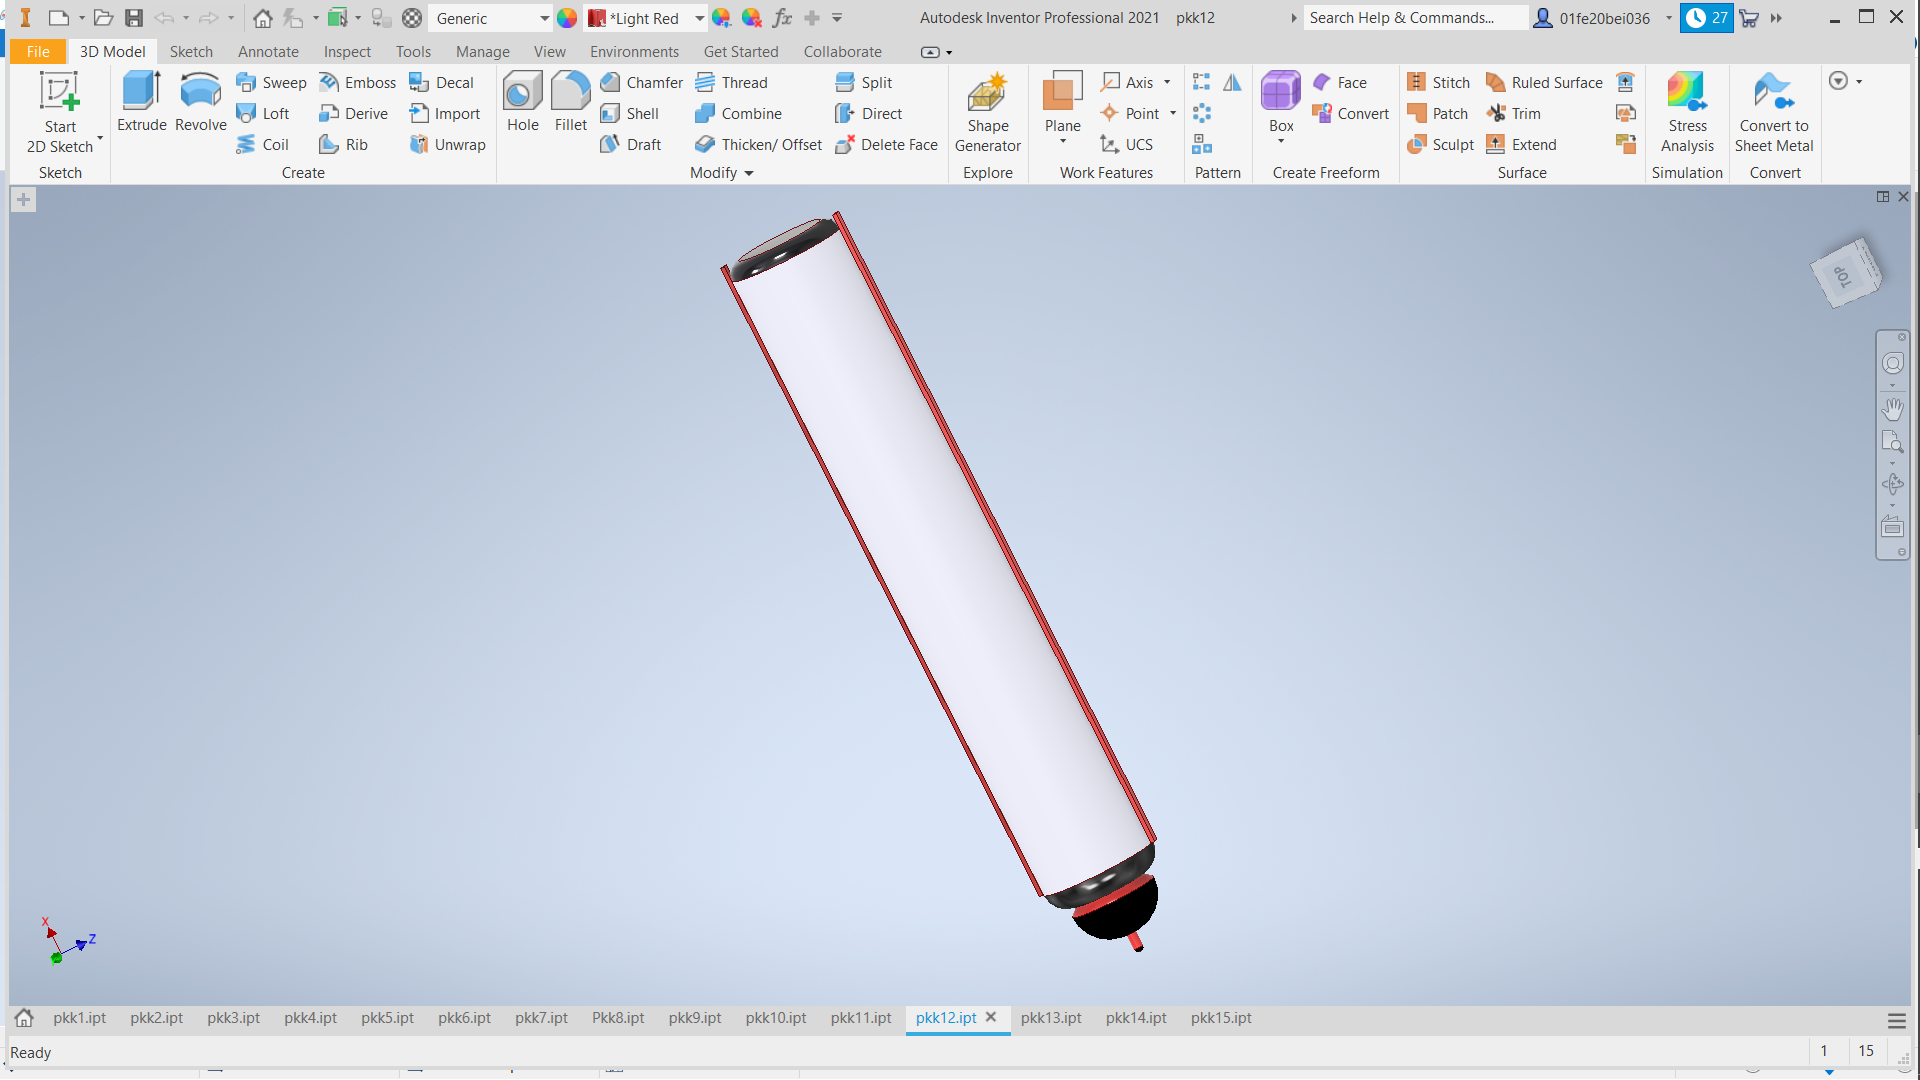 Generic
*Light Red
Autodesk Inventor Professional 2021 pkk12
Search Help & Commands...
01fe20bei036
27
File 3D Model Sketch Annotate Inspect Tools Manage View Environments Get Started Collaborate
Start
2D Sketch
Extrude
Revolve
Sweep
Emboss
Decal
Loft
Derive
Import
Coil
Rib
Unwrap
Hole
Fillet
Chamfer
Thread
Split
Shell
Combine
Direct
Draft
Thicken/ Offset
Delete Face
Shape
Generator
Plane
Axis
Point
UCS
Box
Face
Convert
Stitch
Ruled Surface
Patch
Trim
Sculpt
Extend
Stress
Analysis
Convert to
Sheet Metal
Sketch Create Modify Explore Work Features Pattern Create Freeform Surface Simulation Convert
TOP
X
Z
pkk1.ipt pkk2.ipt pkk3.ipt pkk4.ipt pkk5.ipt pkk6.ipt pkk7.ipt Pkk8.ipt pkk9.ipt pkk10.ipt pkk11.ipt pkk12.ipt pkk13.ipt pkk14.ipt pkk15.ipt
Ready
1 15